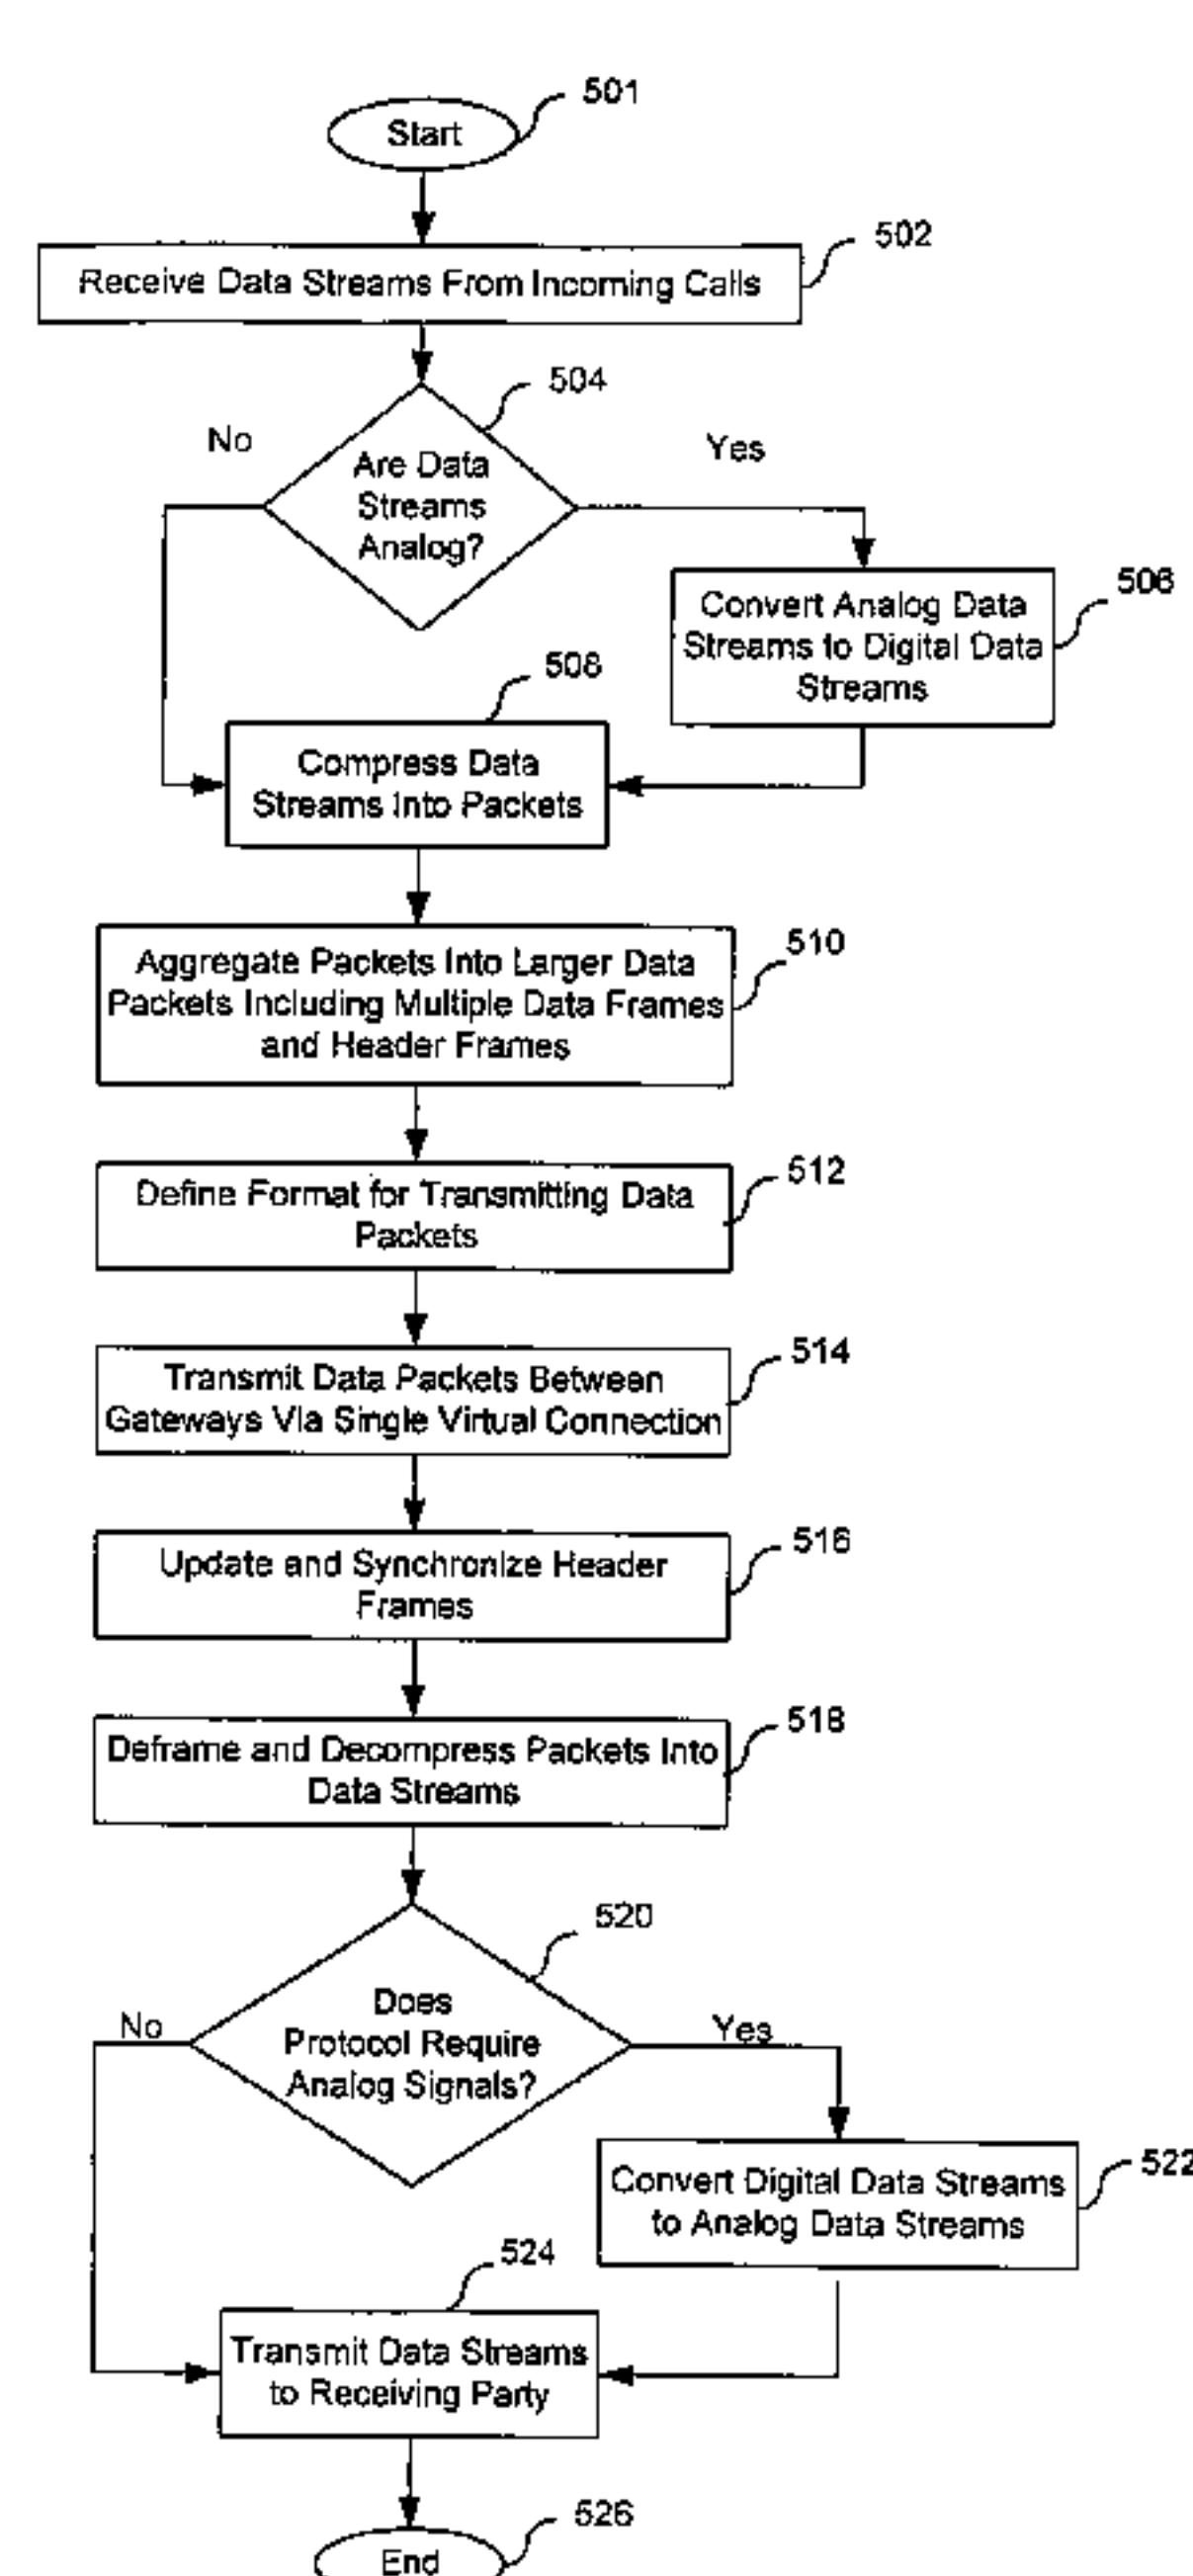 501
Start
502
Receive Data Streams From Incoming Calls
504
No
Yes
Are Data
Streams
Analog?
506
Convert Analog Data
Streams to Digital Data
Streams
508
Compress Data
Streams Into Packets
510
Aggregate Packets Into Larger Data
Packets Including Multiple Data Frames
and Header Frames
512
Define Format for Transmitting Data
Packets
514
Transmit Data Packets Between
Gateways Via Single Virtual Connection
516
Update and Synchronize Header
Frames
518
Deframe and Decompress Packets Into
Data Streams
520
Does
Protocol Require
Analog Signals?
No
Yes
522
Convert Digital Data Streams
to Analog Data Streams
524
Transmit Data Streams
to Receiving Party
526
End